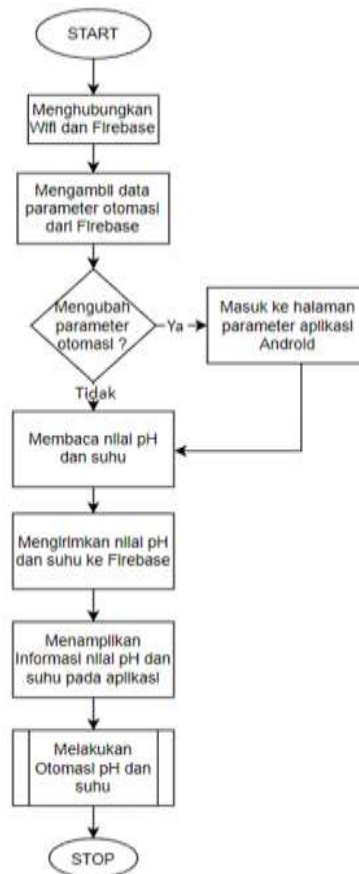 START
Menghubungkan
Wifi dan Firebase
Mengambil data
parameter otomasi
dari Firebase
Mengubah
parameter
otomasi ?
Ya
Masuk ke halaman
parameter aplikasi
Android
Tidak
Membaca nilai pH
dan suhu
Mengirimkan nilai pH
dan suhu ke Firebase
Menampilkan
Informasi nilai pH dan
suhu pada aplikasi
Melakukan
Otomasi pH dan
suhu
STOP